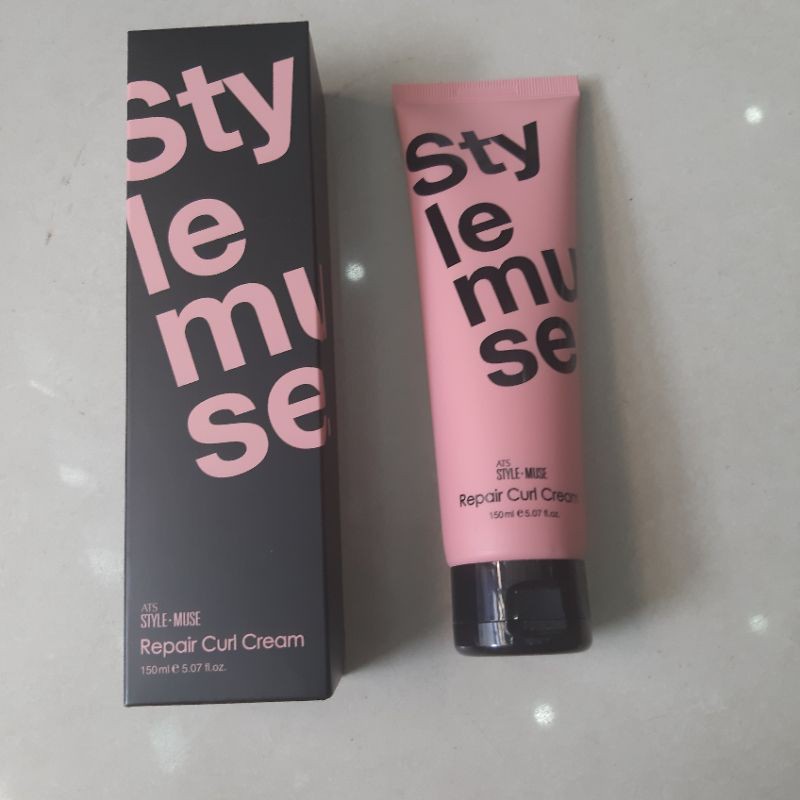 Sty
le
mu
se
ATS
STYLE·MUSE
Repair Curl Cream
150ml ℮ 5.07 fl.oz.
Sty
le
mu
se
ATS
STYLE·MUSE
Repair Curl Cream
150ml ℮ 5.07 fl.oz.